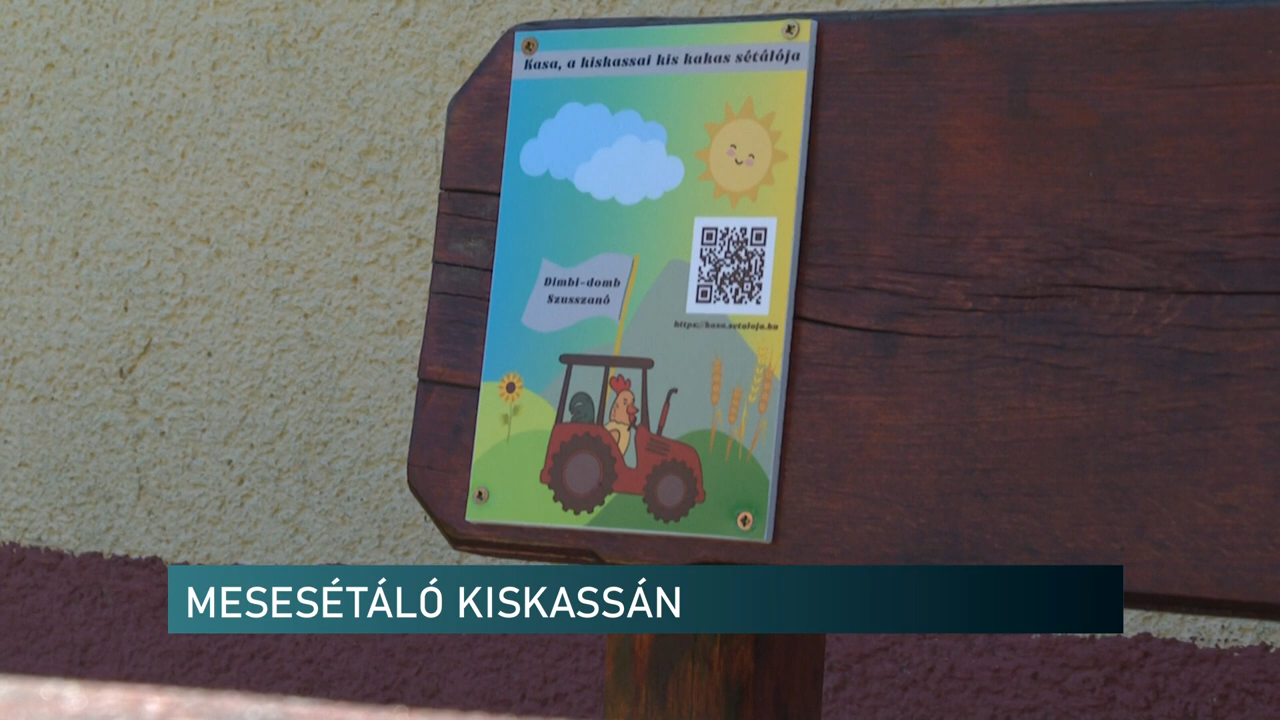 Kasa, a kiskassai kis kakas sétálója
Dimbi-domb
Szusszanó
https://kasa.setaloja.hu
MESESÉTÁLÓ KISKASSÁN